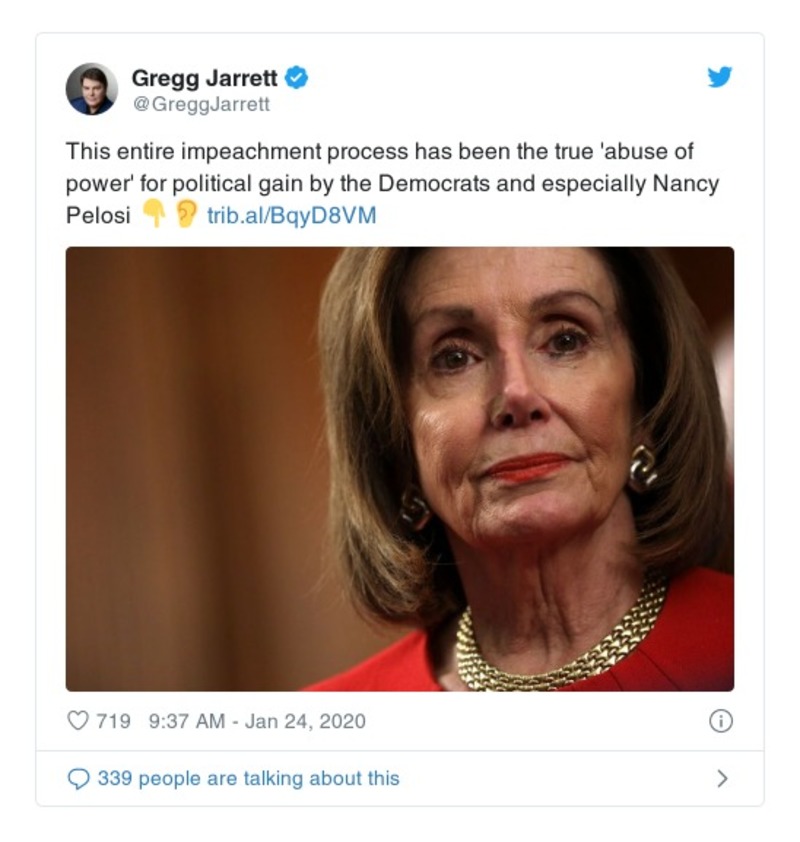 Gregg Jarrett
@GreggJarrett
This entire impeachment process has been the true 'abuse of
power' for political gain by the Democrats and especially Nancy
Pelosi 👇 👂 trib.al/BqyD8VM
719 9:37 AM - Jan 24, 2020
339 people are talking about this